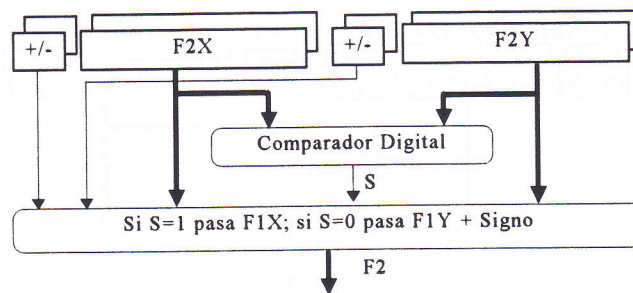 +/- F2X +/- F2Y
Comparador Digital
S
Si S=1 pasa F1X; si S=0 pasa F1Y + Signo
F2